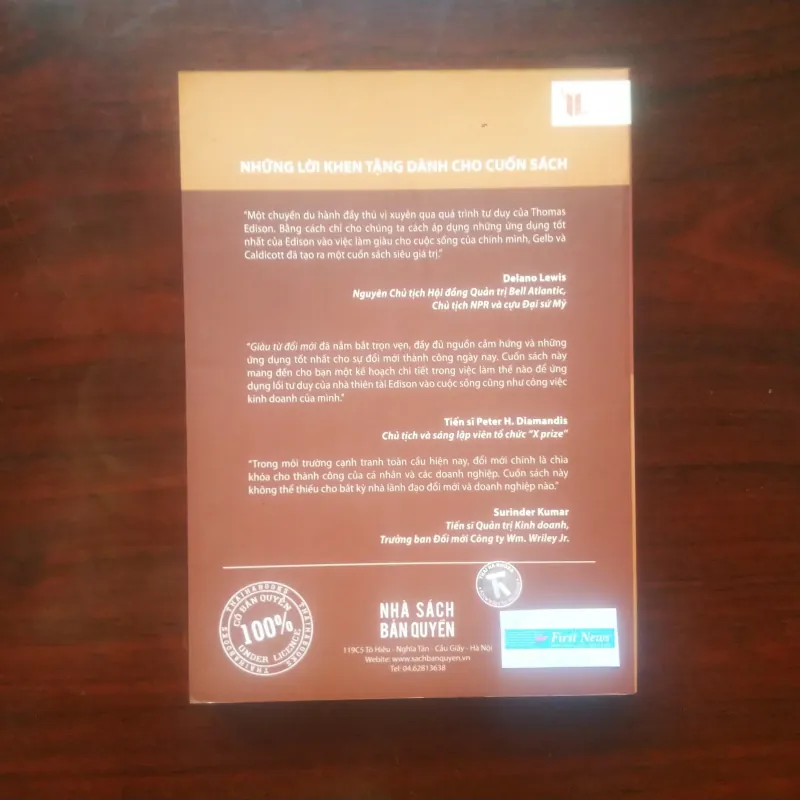 NHỮNG LỜI KHEN TẶNG DÀNH CHO CUỐN SÁCH
"Một chuyến du hành đầy thú vị xuyên qua quá trình tư duy của Thomas
Edison. Bằng cách chỉ cho chúng ta cách áp dụng những ứng dụng tốt
nhất của Edison vào việc làm giàu cho cuộc sống của chính mình, Gelb và
Caldicott đã tạo ra một cuốn sách siêu giá trị."
Delano Lewis
Nguyên Chủ tịch Hội đồng Quản trị Bell Atlantic,
Chủ tịch NPR và cựu Đại sứ Mỹ
"Giàu từ đổi mới đã nắm bắt trọn vẹn, đầy đủ nguồn cảm hứng và những
ứng dụng tốt nhất cho sự đổi mới thành công ngày nay. Cuốn sách này
mang đến cho bạn một kế hoạch chi tiết trong việc làm thế nào để ứng
dụng lối tư duy của nhà thiên tài Edison vào cuộc sống cũng như công việc
kinh doanh của mình."
Tiến sĩ Peter H. Diamandis
Chủ tịch và sáng lập viên tổ chức "X prize"
"Trong môi trường cạnh tranh toàn cầu hiện nay, đổi mới chính là chìa
khóa cho thành công của cá nhân và các doanh nghiệp. Cuốn sách này
không thể thiếu cho bất kỳ nhà lãnh đạo đổi mới và doanh nghiệp nào."
Surinder Kumar
Tiến sĩ Quản trị Kinh doanh,
Trưởng ban Đổi mới Công ty Wm. Wriley Jr.
THAIHABOOKS
CÓ BẢN QUYỀN
100%
UNDER LICENCE
THAIHABOOKS
NHÀ SÁCH
BẢN QUYỀN
119C5 Tô Hiệu - Nghĩa Tân - Cầu Giấy - Hà Nội
Webite: www.sachbanquyen.vn
Tel: 04.62813638
First News